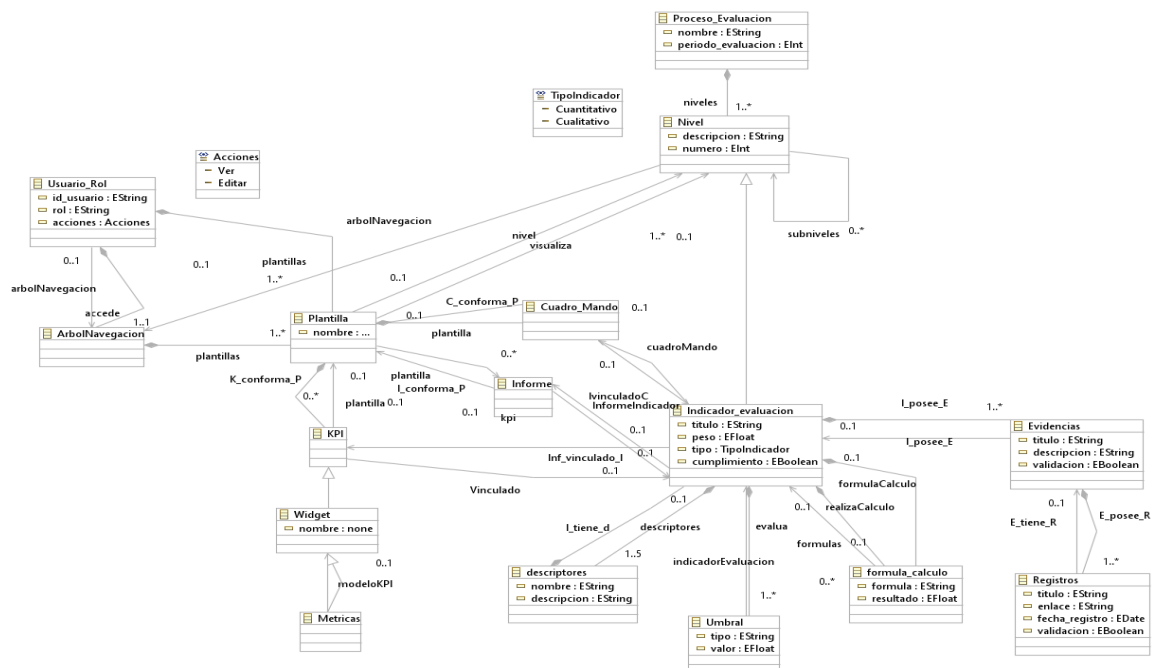 Proceso_Evaluacion
nombre : EString
periodo_evaluacion : EInt
niveles
1..*
TipoIndicador
Cuantitativo
Cualitativo
Nivel
descripcion : EString
numero : EInt
subniveles
0..*
Acciones
Ver
Editar
Usuario_Rol
id_usuario : EString
rol : EString
acciones : Acciones
arbolNavegacion
nivel
visualiza
1..*
0..1
0..1
0..1
plantillas
1..*
0..1
arbolNavegacion
accede
1..1
ArbolNavegacion
plantillas
1..*
Plantilla
nombre : ...
C_conforma_P
0..1
plantilla
Cuadro_Mando
0..1
cuadroMando
0..1
0..*
Informe
plantilla
I_conforma_P
K_conforma_P
0..*
0..1
plantilla
0..1
0..1
kpi
IvinculadoC
InformeIndicador
0..1
0..1
KPI
Inf_vinculado_I
0..1
Vinculado
Indicador_evaluacion
titulo : EString
peso : EFloat
tipo : TipoIndicador
cumplimiento : EBoolean
I_posee_E
1..*
0..1
I_posee_E
0..1
Evidencias
titulo : EString
descripcion : EString
validacion : EBoolean
formulaCalculo
realizaCalculo
0..1
0..1
formulas
0..*
Widget
nombre : none
0..1
modeloKPI
Metricas
0..1
I_tiene_d
descriptores
1..5
evalua
indicadorEvaluacion
1..*
descriptores
nombre : EString
descripcion : EString
Umbral
tipo : EString
valor : EFloat
formula_calculo
formula : EString
resultado : EFloat
0..1
E_tiene_R
E_posee_R
1..*
Registros
titulo : EString
enlace : EString
fecha_registro : EDate
validacion : EBoolean